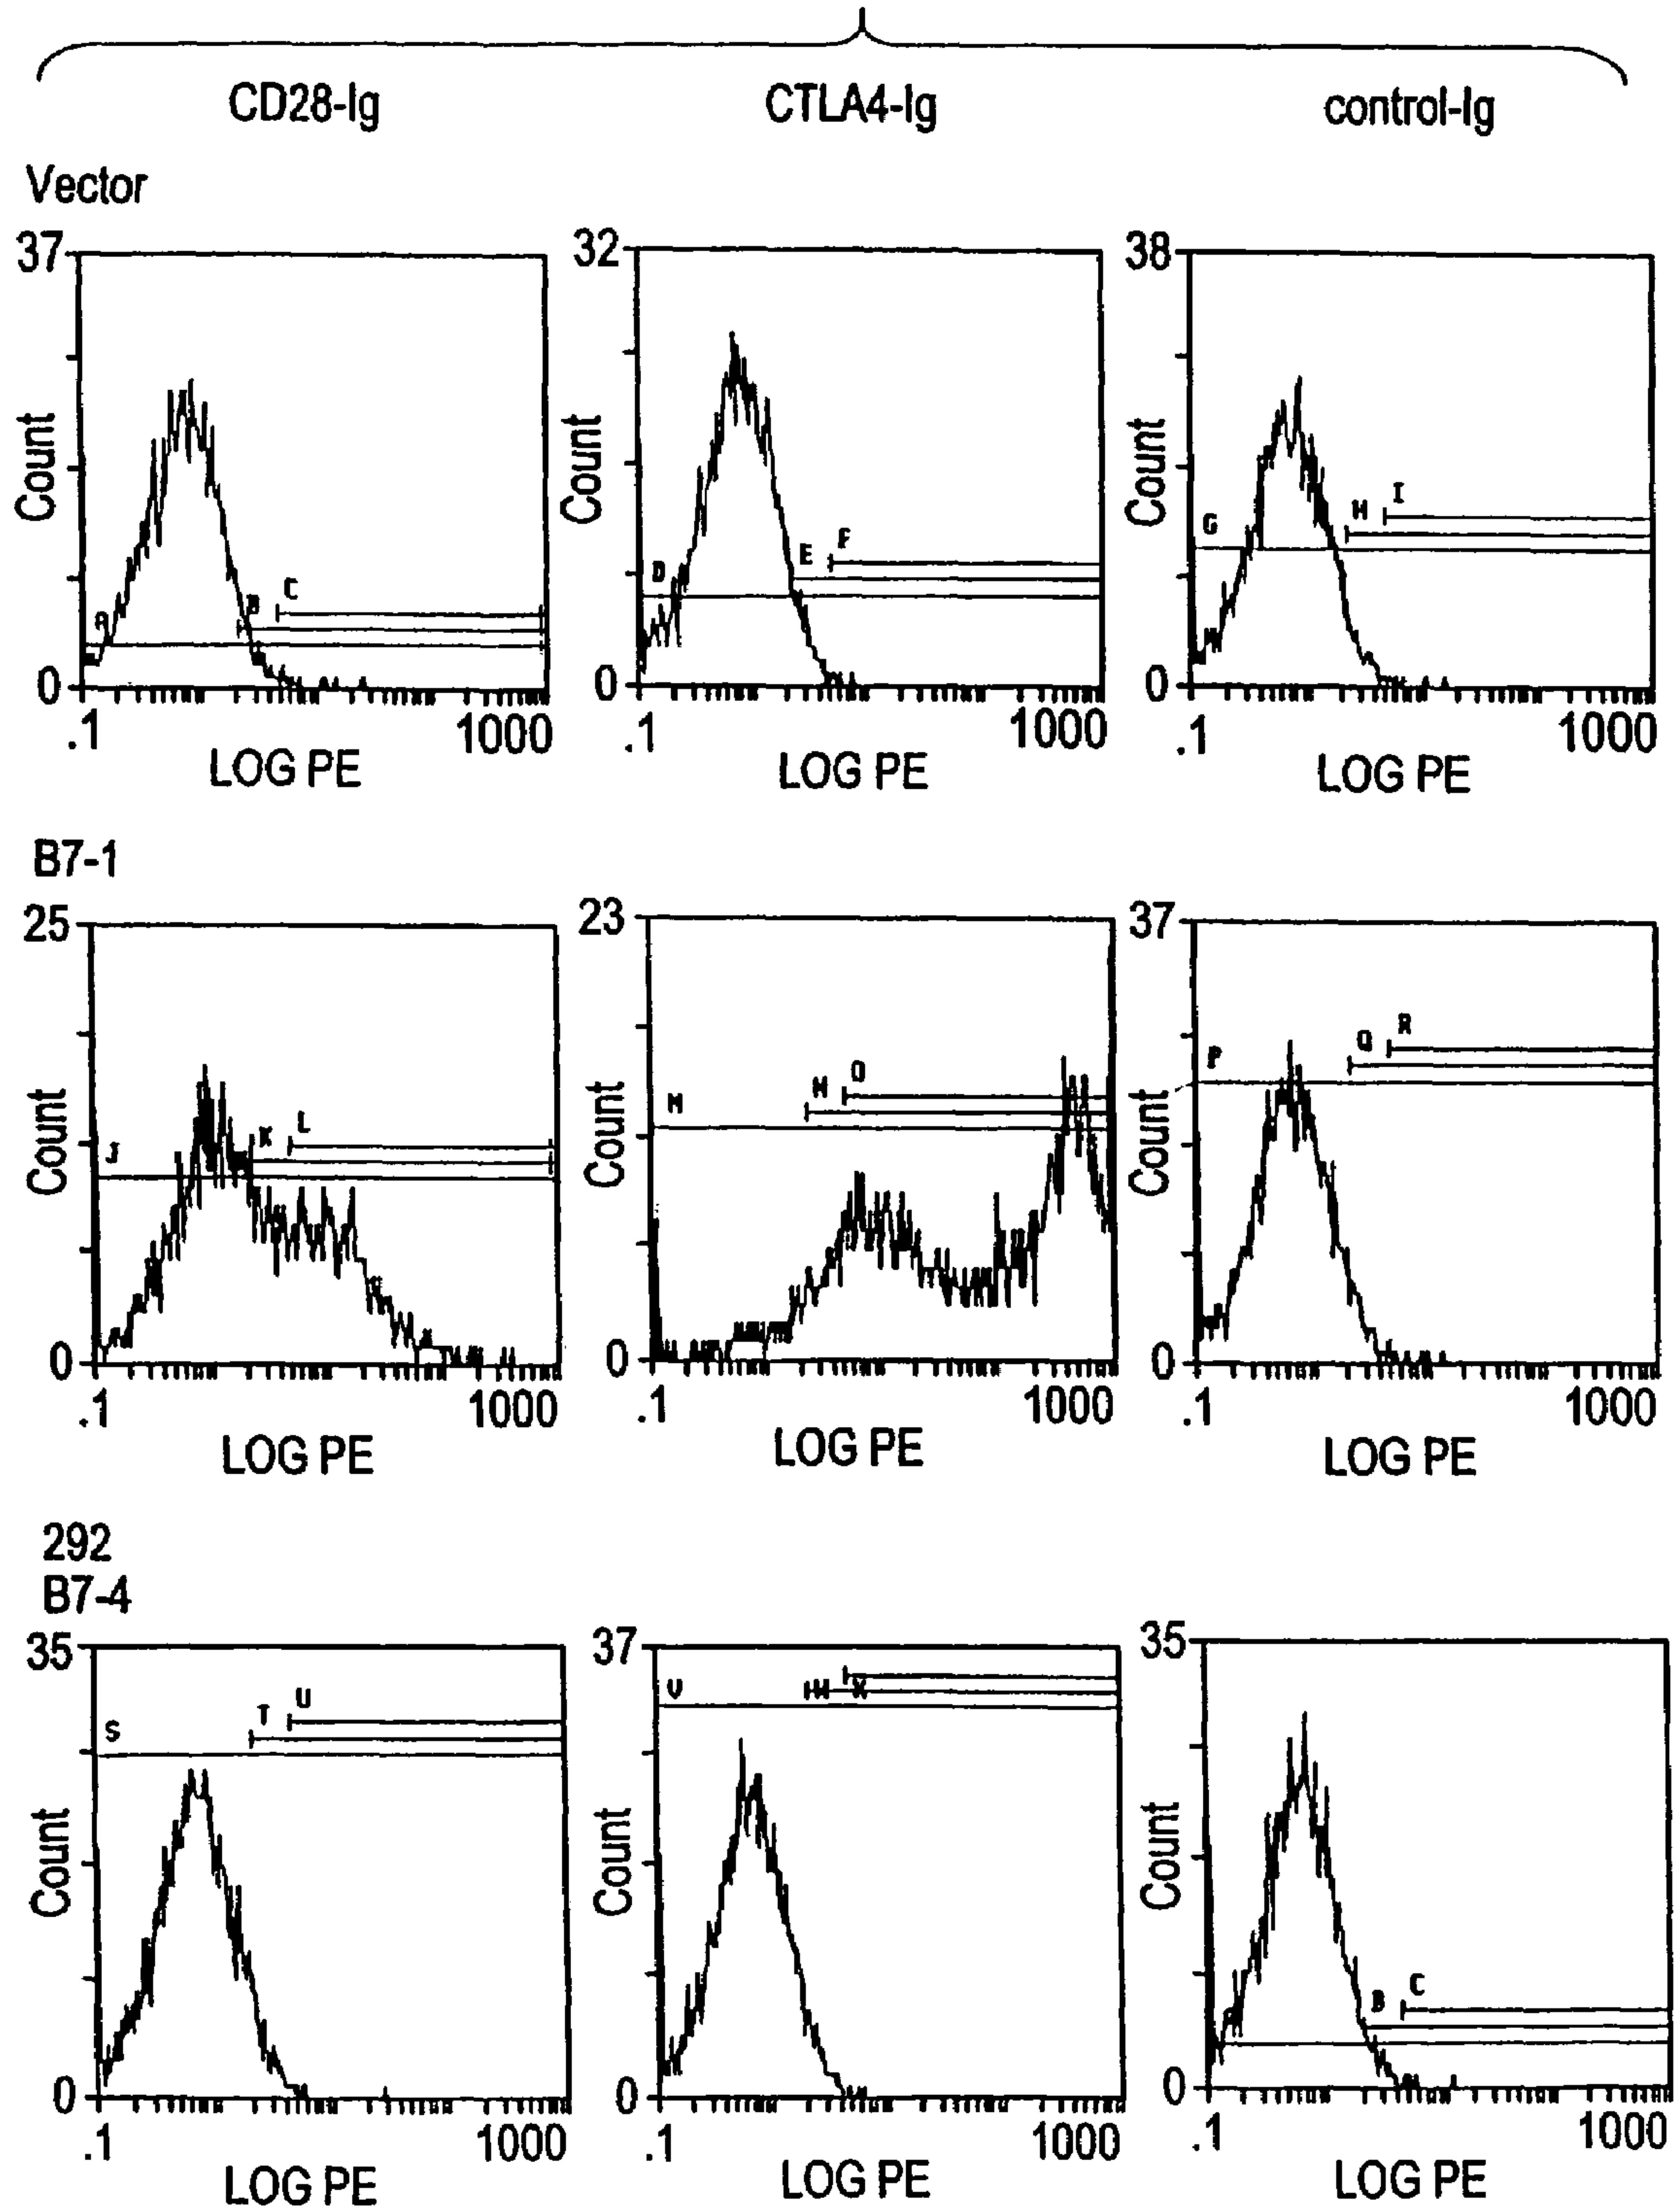 CD28-Ig CTLA4-Ig control-Ig
Vector
37 32 38
Count Count Count
A B C D E F G H I
0 0 0
.1 1000 .1 1000 .1 1000
LOG PE LOG PE LOG PE
B7-1
25 23 37
Count Count Count
J K L M O P Q R
0 0 0
.1 1000 .1 1000 .1 1000
LOG PE LOG PE LOG PE
292
B7-4
35 37 35
Count Count Count
S T U V W X B C
0 0 0
.1 1000 .1 1000 .1 1000
LOG PE LOG PE LOG PE